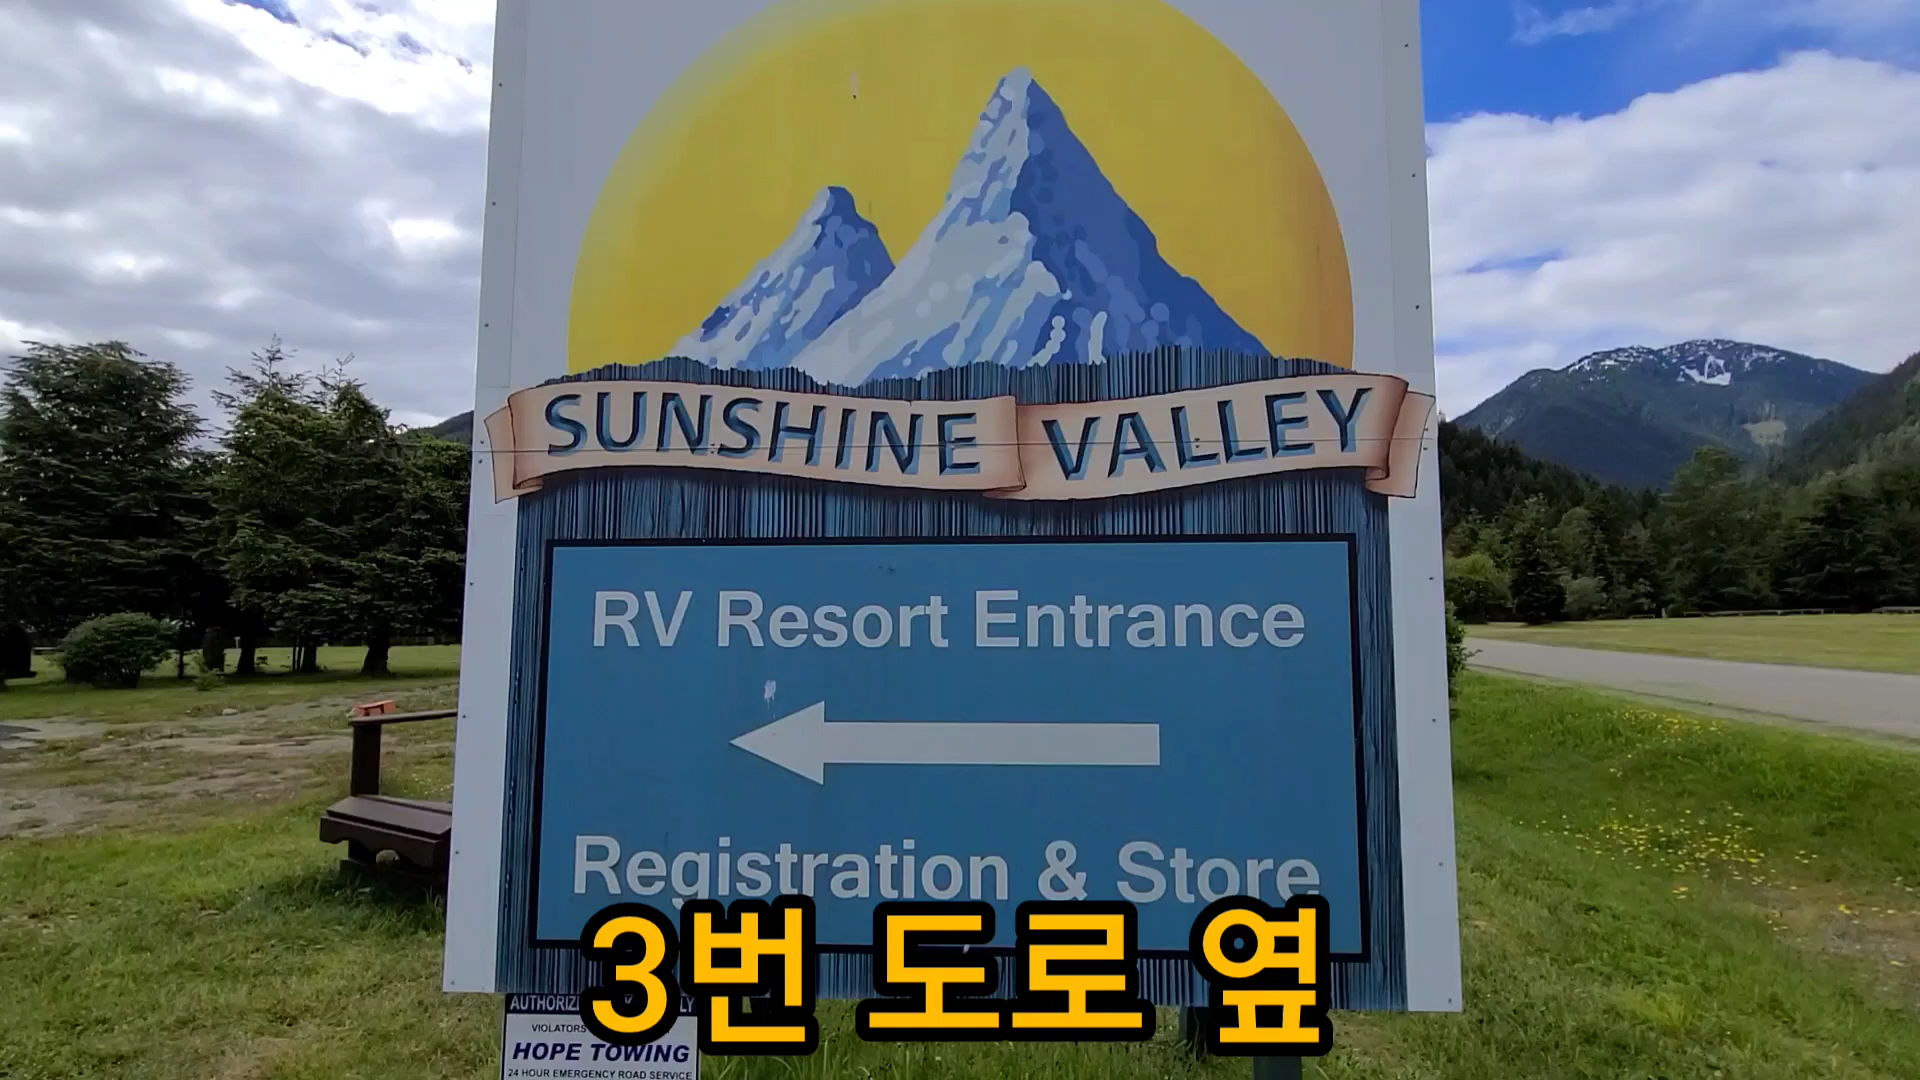 SUNSHINE VALLEY
RV Resort Entrance
Registration & Store
3번 도로 옆
VIOLATORS
HOPE TOWING
24 HOUR EMERGENCY ROAD SERVICE